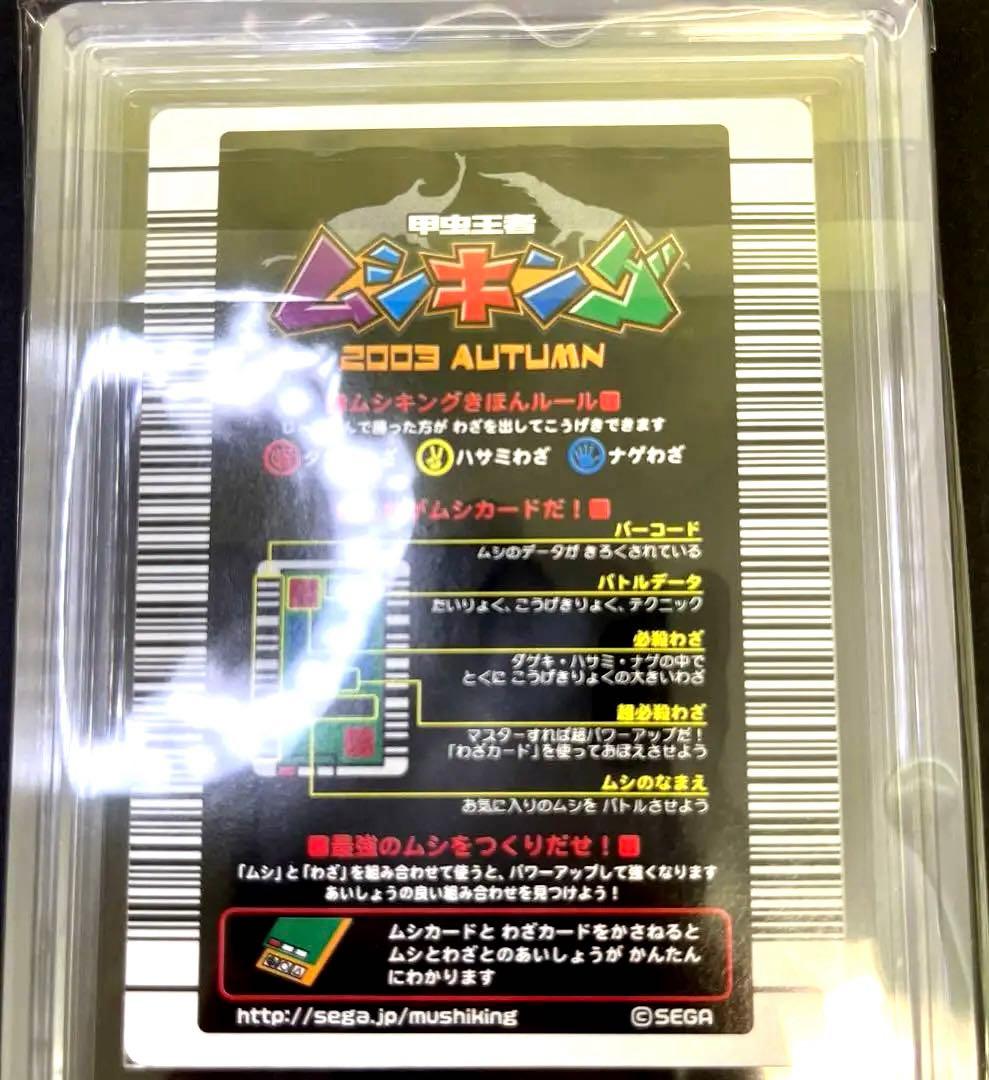 甲虫王者
ムシキング
2003 AUTUMN
ムシキングきほんルール
で勝った方が わざを出してこうげきできます
ハサミわざ ナゲわざ
がムシカードだ！
バーコード
ムシのデータが きろくされている
バトルデータ
たいりょく、こうげきりょく、テクニック
必殺わざ
ダゲキ・ハサミ・ナゲの中で
とくに こうげきりょくの大きいわざ
超必殺わざ
マスターすれば超パワーアップだ！
「わざカード」を使っておぼえさせよう
ムシのなまえ
お気に入りのムシを バトルさせよう
最強のムシをつくりだせ！
「ムシ」と「わざ」を組み合わせて使うと、パワーアップして強くなります
あいしょうの良い組み合わせを見つけよう！
ムシカードと わざカードをかさねると
ムシとわざとのあいしょうが かんたん
にわかります
http://sega.jp/mushiking ©SEGA